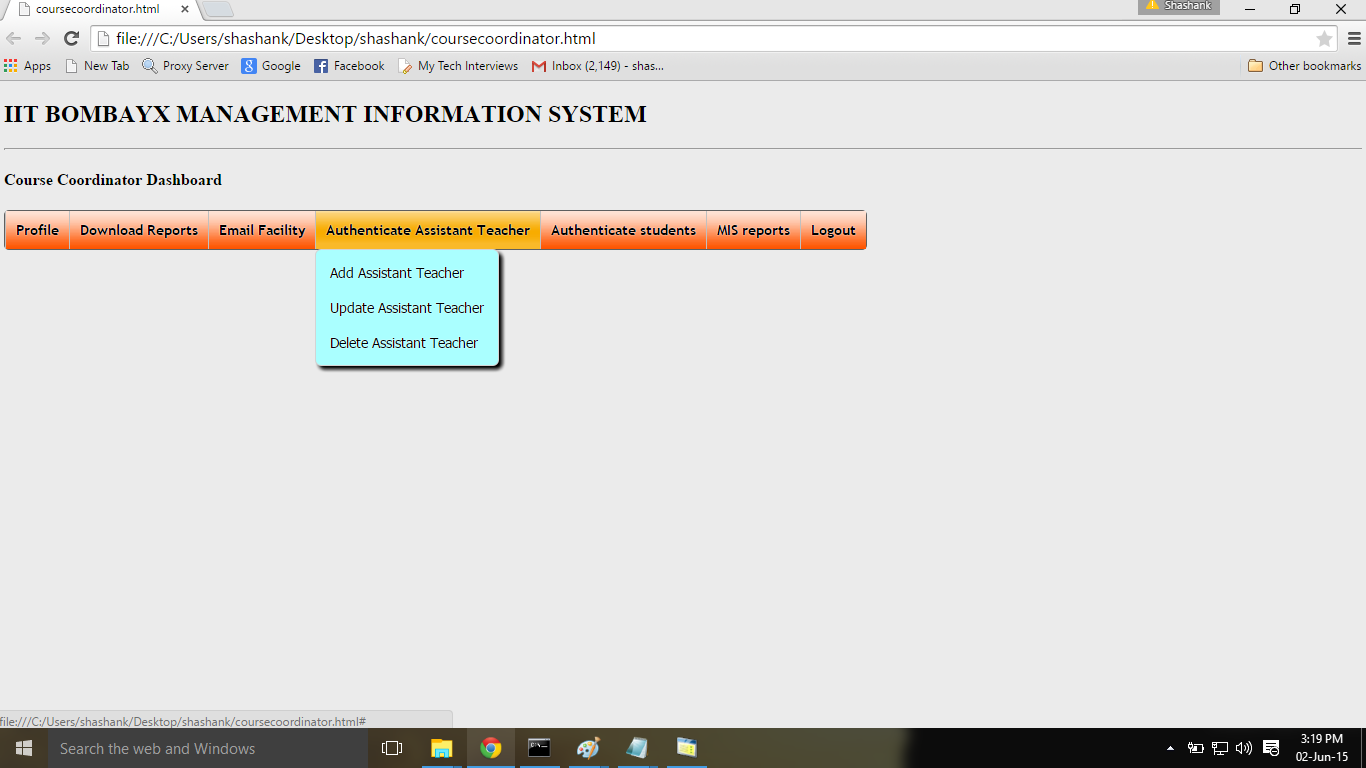 coursecoordinator.html
Shashank
file:///C:/Users/shashank/Desktop/shashank/coursecoordinator.html
Apps New Tab Proxy Server Google Facebook My Tech Interviews Inbox (2,149) - shas... Other bookmarks
IIT BOMBAYX MANAGEMENT INFORMATION SYSTEM
Course Coordinator Dashboard
Profile Download Reports Email Facility Authenticate Assistant Teacher Authenticate students MIS reports Logout
Add Assistant Teacher
Update Assistant Teacher
Delete Assistant Teacher
file:///C:/Users/shashank/Desktop/shashank/coursecoordinator.html#
Search the web and Windows
3:19 PM
02-Jun-15